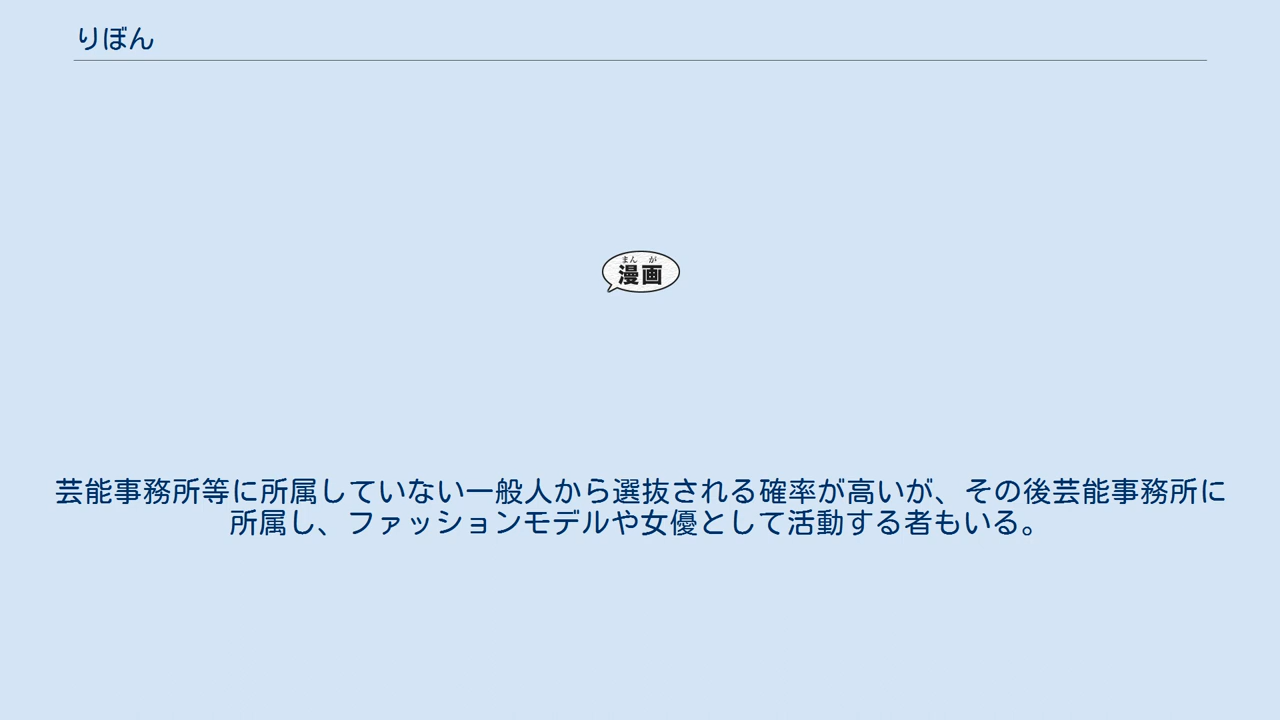 りぼん
まんが
漫画
芸能事務所等に所属していない一般人から選抜される確率が高いが、その後芸能事務所に
所属し、ファッションモデルや女優として活動する者もいる。